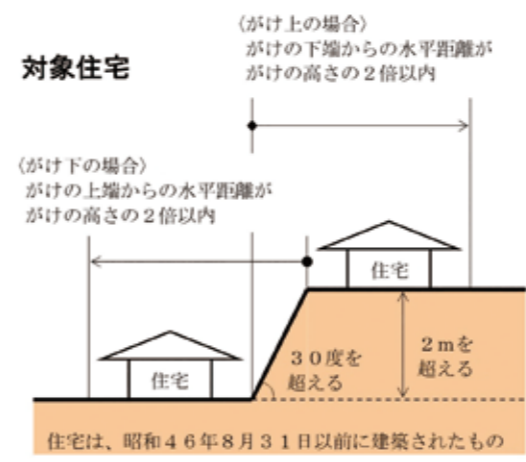 対象住宅
〈がけ上の場合〉
がけの下端からの水平距離が
がけの高さの２倍以内
〈がけ下の場合〉
がけの上端からの水平距離が
がけの高さの２倍以内
住宅
住宅
３０度を
超える
２ｍを
超える
住宅は、昭和４６年８月３１日以前に建築されたもの